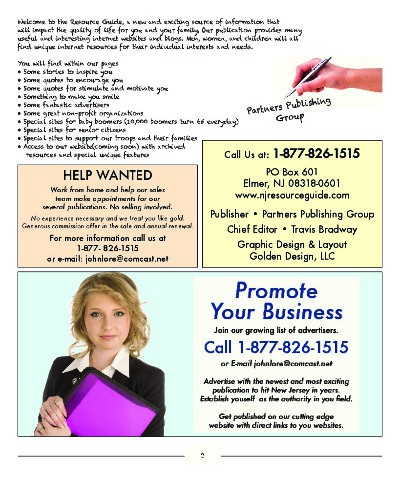 Welcome to the Resource Guide, a new and exciting source of information that
will impact the quality of life for you and your family. Our publication provides many
useful and interesting internet websites and blogs. Men, women, and children will all
find unique internet resources for their individual interests and needs.
You will find within our pages
• Some stories to inspire you
• Some quotes to encourage you
• Some quotes for stimulate and motivate you
• Something to make you smile
• Some fantastic advertisers
• Some great non-profit organizations
• Special sites for baby boomers (10,000 boomers turn 65 everyday)
• Special sites for senior citizens
• Special sites to support our troops and their families
• Access to our website(coming soon) with archived
resources and special unique features
Partners Publishing
Group
HELP WANTED
Work from home and help our sales
team make appointments for our
several publications. No selling involved.
No experience necessary and we treat you like gold.
Generous commission offer in the sale and annual renewal.
For more information call us at
1-877- 826-1515
or e-mail: johnlore@comcast.net
Call Us at: 1-877-826-1515
PO Box 601
Elmer, NJ 08318-0601
www.njresourceguide.com
Publisher • Partners Publishing Group
Chief Editor • Travis Bradway
Graphic Design & Layout
Golden Design, LLC
Promote
Your Business
Join our growing list of advertisers.
Call 1-877-826-1515
or E-mail johnlore@comcast.net
Advertise with the newest and most exciting
publication to hit New Jersey in years.
Establish youself as the authority in you field.
Get published on our cutting edge
website with direct links to you websites.
2